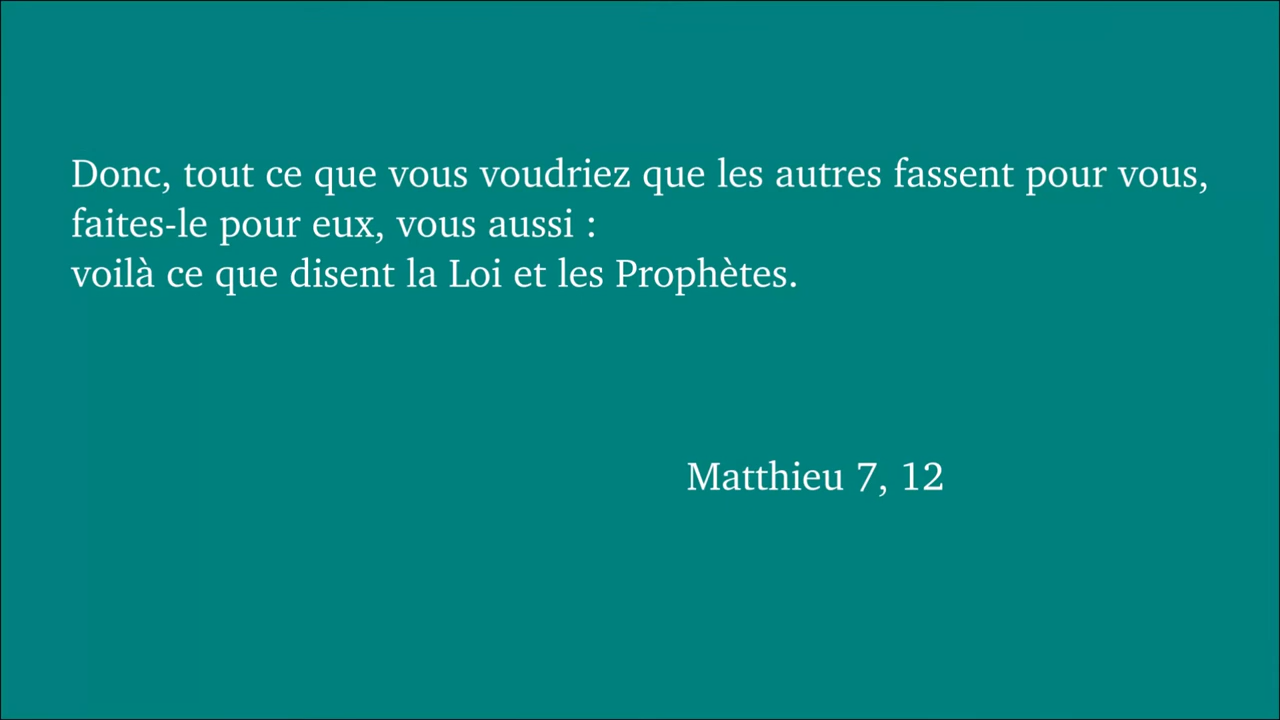 Donc, tout ce que vous voudriez que les autres fassent pour vous,
faites-le pour eux, vous aussi :
voilà ce que disent la Loi et les Prophètes.
Matthieu 7, 12